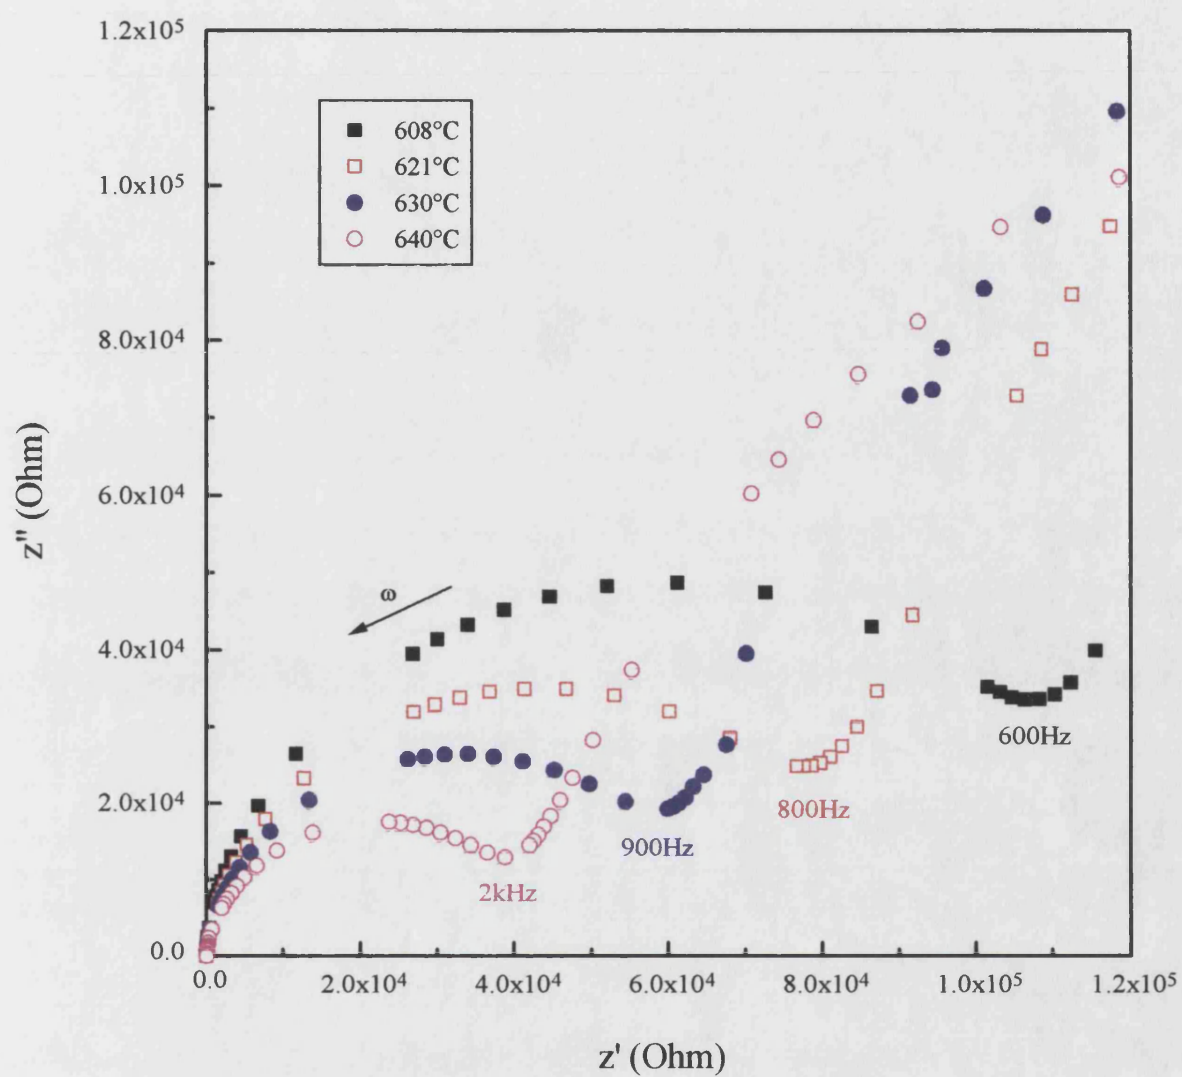 1.2x10⁵
1.0x10⁵
8.0x10⁴
6.0x10⁴
4.0x10⁴
2.0x10⁴
0.0
z'' (Ohm)
608°C
621°C
630°C
640°C
ω
600Hz
800Hz
900Hz
2kHz
0.0
2.0x10⁴
4.0x10⁴
6.0x10⁴
8.0x10⁴
1.0x10⁵
1.2x10⁵
z' (Ohm)